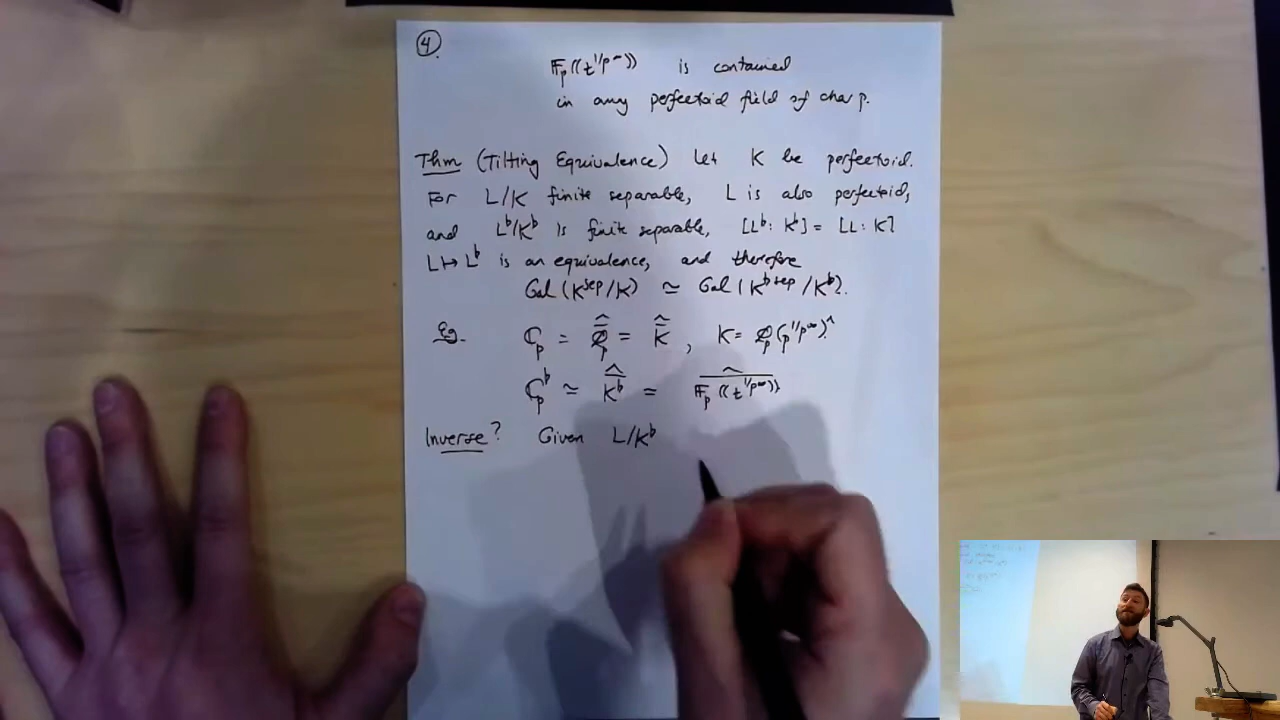 ④
𝔽_p((t^{1/p^∞})) is contained
in any perfectoid field of char p.
Thm (Tilting Equivalence) Let K be perfectoid.
For L/K finite separable, L is also perfectoid,
and L^♭/K^♭ is finite separable, [L^♭: K^♭] = [L: K]
L ↦ L^♭ is an equivalence, and therefore
Gal(K^{sep}/K) ≃ Gal(K^{♭sep}/K^♭).
Eg. ℂ_p = \hat{\bar{ℚ}}_p = \hat{\bar{K}}, K = ℚ_p(p^{1/p^∞})^∧.
ℂ_p^♭ ≃ \hat{\bar{K^♭}} = \hat{\overline{𝔽_p((t^{1/p^∞}))}}
Inverse? Given L/K^♭